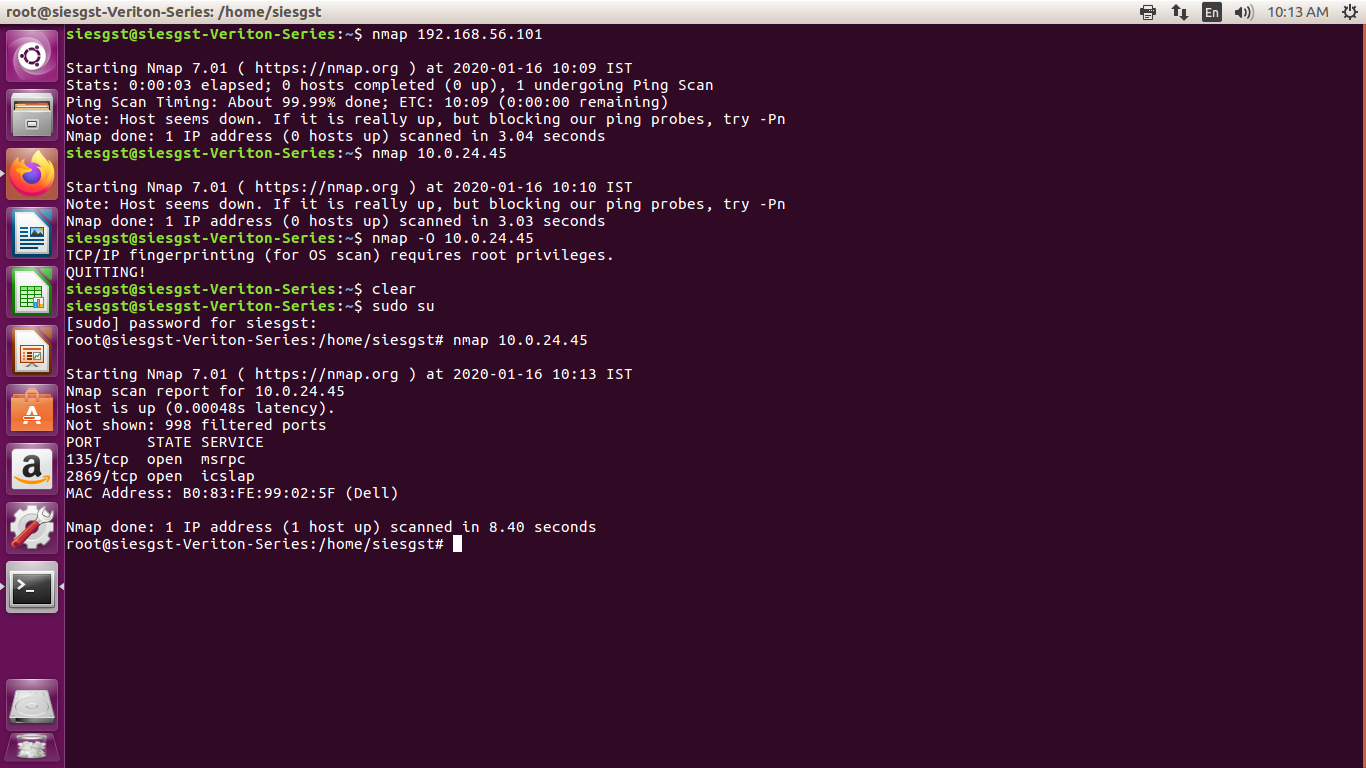 root@siesgst-Veriton-Series: /home/siesgst
En
10:13 AM
siesgst@siesgst-Veriton-Series:~$ nmap 192.168.56.101
Starting Nmap 7.01 ( https://nmap.org ) at 2020-01-16 10:09 IST
Stats: 0:00:03 elapsed; 0 hosts completed (0 up), 1 undergoing Ping Scan
Ping Scan Timing: About 99.99% done; ETC: 10:09 (0:00:00 remaining)
Note: Host seems down. If it is really up, but blocking our ping probes, try -Pn
Nmap done: 1 IP address (0 hosts up) scanned in 3.04 seconds
siesgst@siesgst-Veriton-Series:~$ nmap 10.0.24.45
Starting Nmap 7.01 ( https://nmap.org ) at 2020-01-16 10:10 IST
Note: Host seems down. If it is really up, but blocking our ping probes, try -Pn
Nmap done: 1 IP address (0 hosts up) scanned in 3.03 seconds
siesgst@siesgst-Veriton-Series:~$ nmap -O 10.0.24.45
TCP/IP fingerprinting (for OS scan) requires root privileges.
QUITTING!
siesgst@siesgst-Veriton-Series:~$ clear
siesgst@siesgst-Veriton-Series:~$ sudo su
[sudo] password for siesgst:
root@siesgst-Veriton-Series:/home/siesgst# nmap 10.0.24.45
Starting Nmap 7.01 ( https://nmap.org ) at 2020-01-16 10:13 IST
Nmap scan report for 10.0.24.45
Host is up (0.00048s latency).
Not shown: 998 filtered ports
PORT     STATE SERVICE
135/tcp  open  msrpc
2869/tcp open  icslap
MAC Address: B0:83:FE:99:02:5F (Dell)
Nmap done: 1 IP address (1 host up) scanned in 8.40 seconds
root@siesgst-Veriton-Series:/home/siesgst#